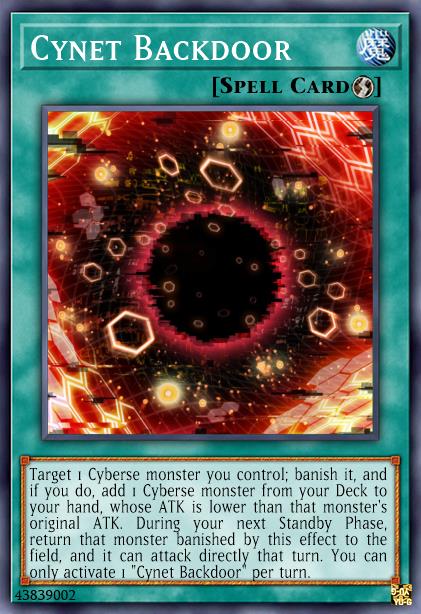 Cynet Backdoor
[Spell Card]
Target 1 Cyberse monster you control; banish it, and
if you do, add 1 Cyberse monster from your Deck to
your hand, whose ATK is lower than that monster's
original ATK. During your next Standby Phase,
return that monster banished by this effect to the
field, and it can attack directly that turn. You can
only activate 1 "Cynet Backdoor" per turn.
43839002